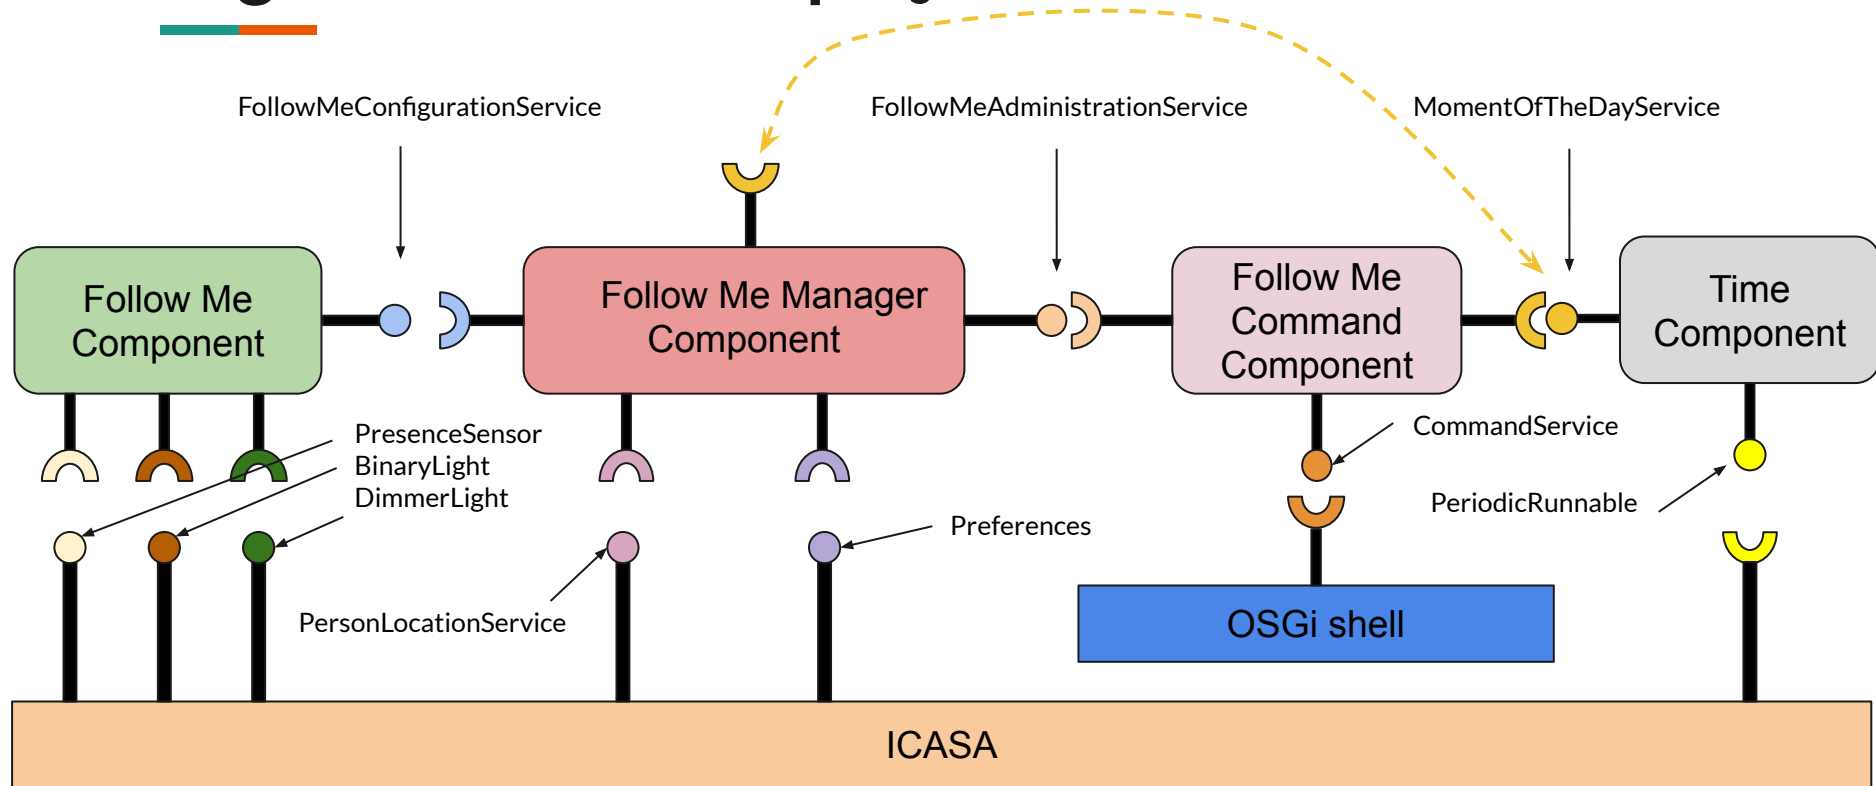 FollowMeConfigurationService
FollowMeAdministrationService
MomentOfTheDayService
Follow Me
Component
Follow Me Manager
Component
Follow Me
Command
Component
Time
Component
PresenceSensor
BinaryLight
DimmerLight
CommandService
PeriodicRunnable
Preferences
PersonLocationService
OSGi shell
ICASA